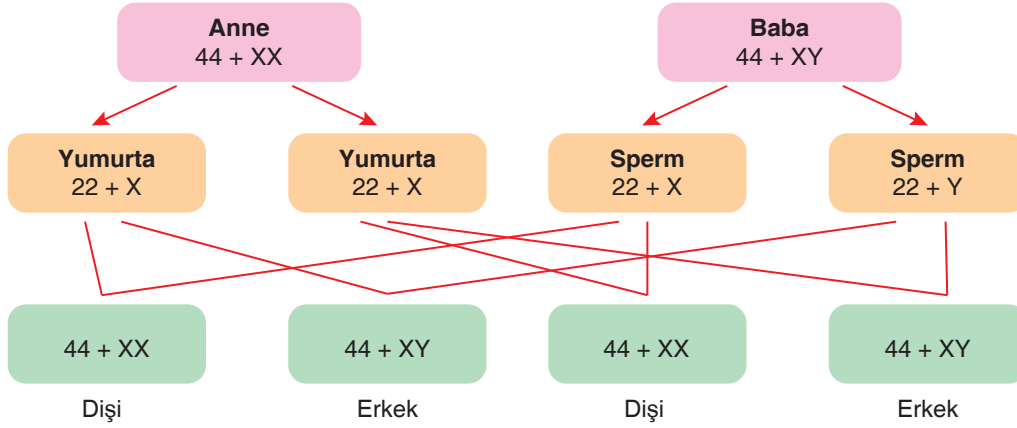 Anne
44 + XX
Baba
44 + XY
Yumurta
22 + X
Yumurta
22 + X
Sperm
22 + X
Sperm
22 + Y
44 + XX
44 + XY
44 + XX
44 + XY
Dişi
Erkek
Dişi
Erkek